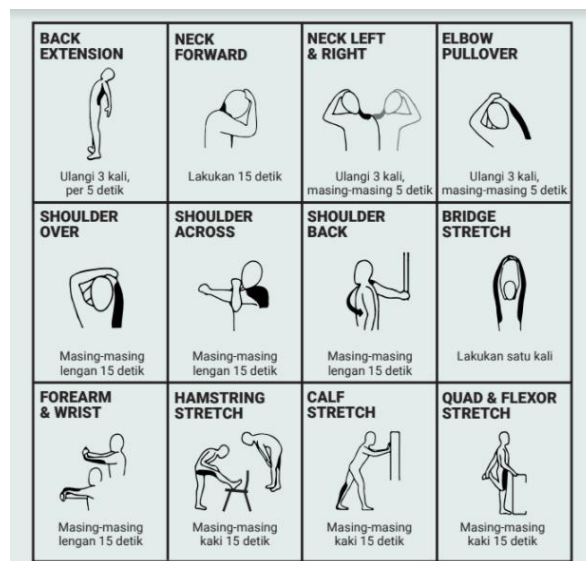 BACK
EXTENSION
Ulangi 3 kali,
per 5 detik
NECK
FORWARD
Lakukan 15 detik
NECK LEFT
& RIGHT
Ulangi 3 kali,
masing-masing 5 detik
ELBOW
PULLOVER
Ulangi 3 kali,
masing-masing 5 detik
SHOULDER
OVER
Masing-masing
lengan 15 detik
SHOULDER
ACROSS
Masing-masing
lengan 15 detik
SHOULDER
BACK
Masing-masing
lengan 15 detik
BRIDGE
STRETCH
Lakukan satu kali
FOREARM
& WRIST
Masing-masing
lengan 15 detik
HAMSTRING
STRETCH
Masing-masing
kaki 15 detik
CALF
STRETCH
Masing-masing
kaki 15 detik
QUAD & FLEXOR
STRETCH
Masing-masing
kaki 15 detik